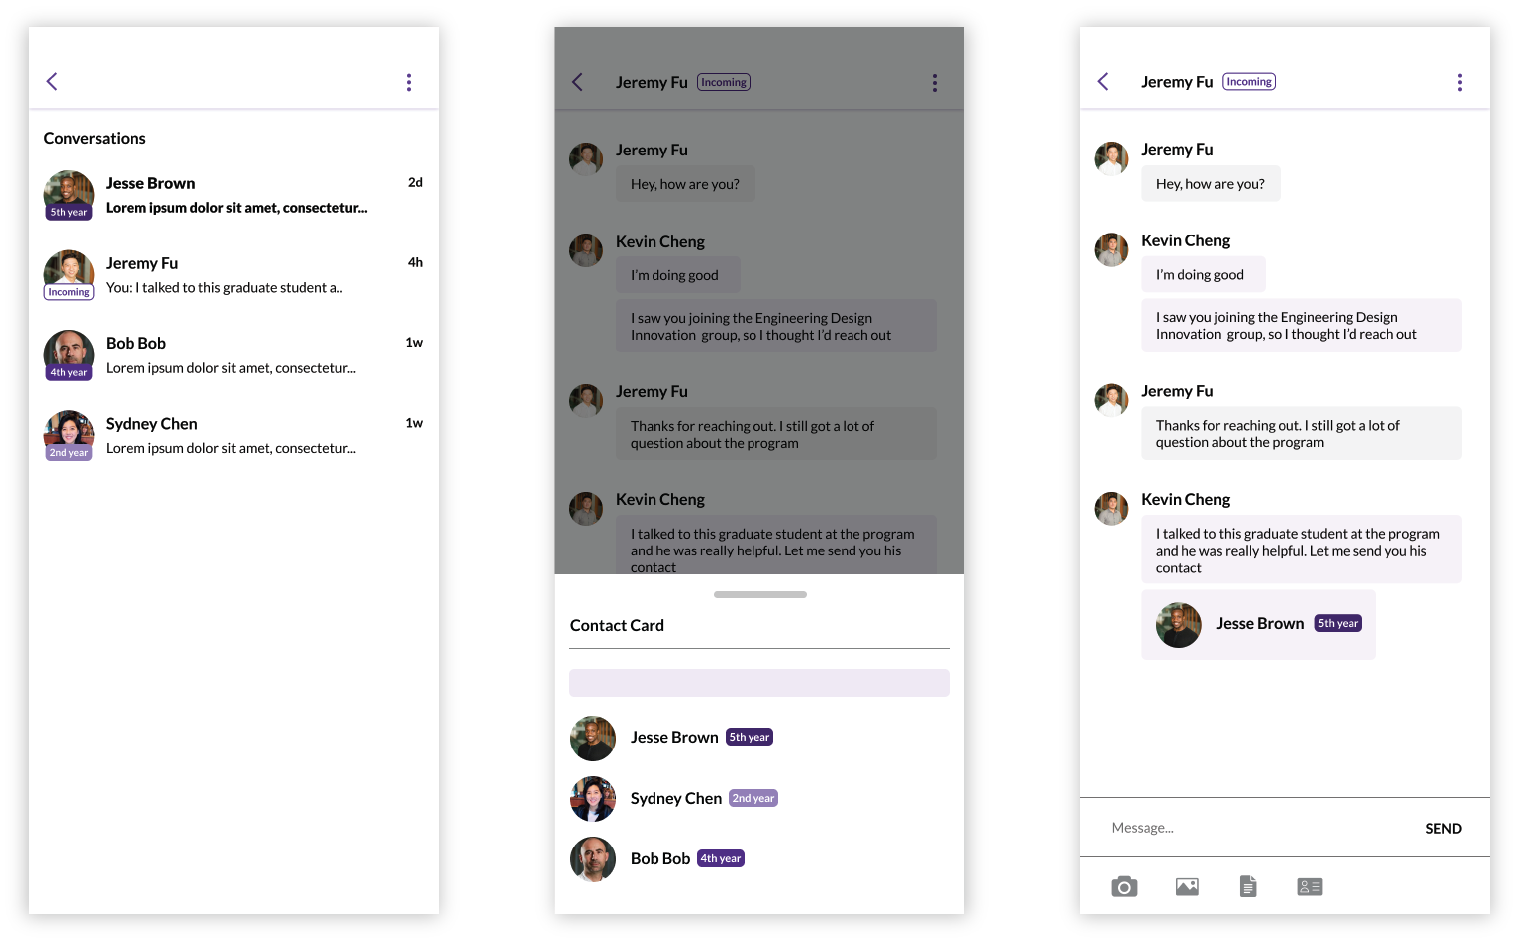 Conversations
Jesse Brown
2d
5th year
Lorem ipsum dolor sit amet, consectetur...
Jeremy Fu
4h
Incoming
You: I talked to this graduate student a..
Bob Bob
1w
4th year
Lorem ipsum dolor sit amet, consectetur...
Sydney Chen
1w
2nd year
Lorem ipsum dolor sit amet, consectetur...
Jeremy Fu Incoming
Jeremy Fu
Hey, how are you?
Kevin Cheng
I'm doing good
I saw you joining the Engineering Design
Innovation group, so I thought I'd reach out
Jeremy Fu
Thanks for reaching out. I still got a lot of
question about the program
Kevin Cheng
I talked to this graduate student at the program
and he was really helpful. Let me send you his
contact
Contact Card
Jesse Brown 5th year
Sydney Chen 2nd year
Bob Bob 4th year
Jeremy Fu Incoming
Jeremy Fu
Hey, how are you?
Kevin Cheng
I'm doing good
I saw you joining the Engineering Design
Innovation group, so I thought I'd reach out
Jeremy Fu
Thanks for reaching out. I still got a lot of
question about the program
Kevin Cheng
I talked to this graduate student at the program
and he was really helpful. Let me send you his
contact
Jesse Brown 5th year
Message...
SEND